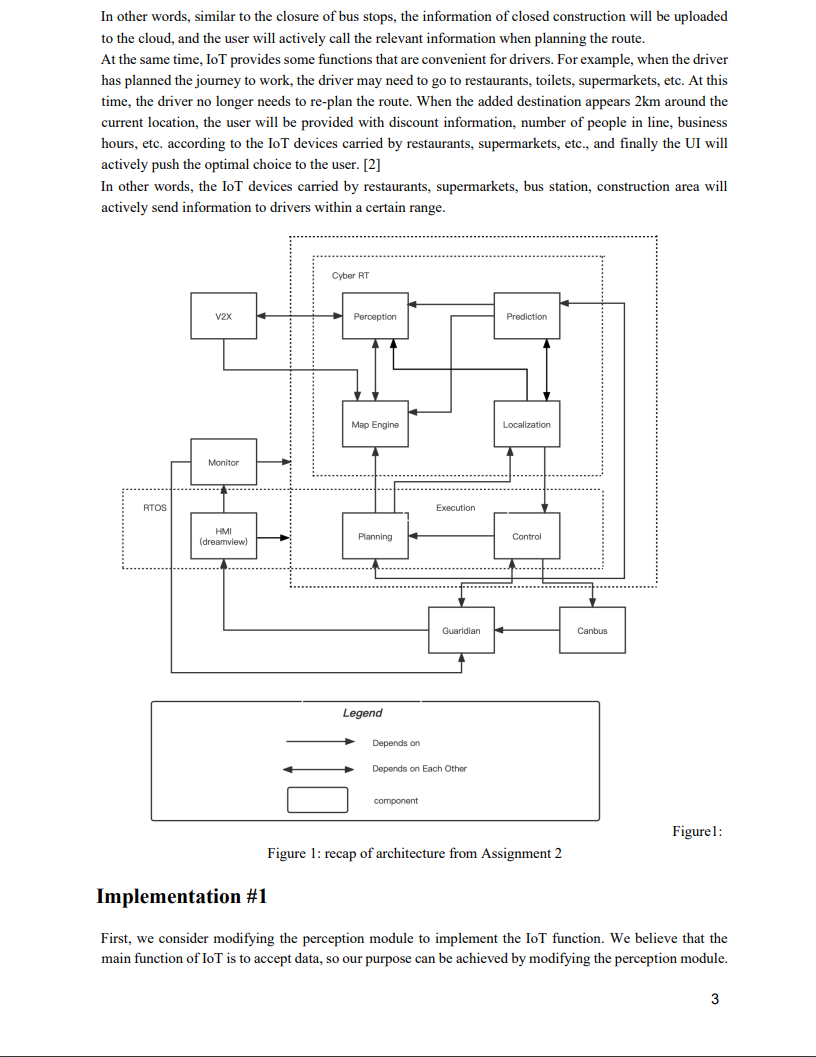 In other words, similar to the closure of bus stops, the information of closed construction will be uploaded
to the cloud, and the user will actively call the relevant information when planning the route.
At the same time, IoT provides some functions that are convenient for drivers. For example, when the driver
has planned the journey to work, the driver may need to go to restaurants, toilets, supermarkets, etc. At this
time, the driver no longer needs to re-plan the route. When the added destination appears 2km around the
current location, the user will be provided with discount information, number of people in line, business
hours, etc. according to the IoT devices carried by restaurants, supermarkets, etc., and finally the UI will
actively push the optimal choice to the user. [2]
In other words, the IoT devices carried by restaurants, supermarkets, bus station, construction area will
actively send information to drivers within a certain range.
Cyber RT
V2X
Perception
Prediction
Map Engine
Localization
Monitor
RTOS
Execution
HMI
(dreamview)
Planning
Control
Guaridian
Canbus
Legend
Depends on
Depends on Each Other
component
Figure1:
Figure 1: recap of architecture from Assignment 2
Implementation #1
First, we consider modifying the perception module to implement the IoT function. We believe that the
main function of IoT is to accept data, so our purpose can be achieved by modifying the perception module.
3